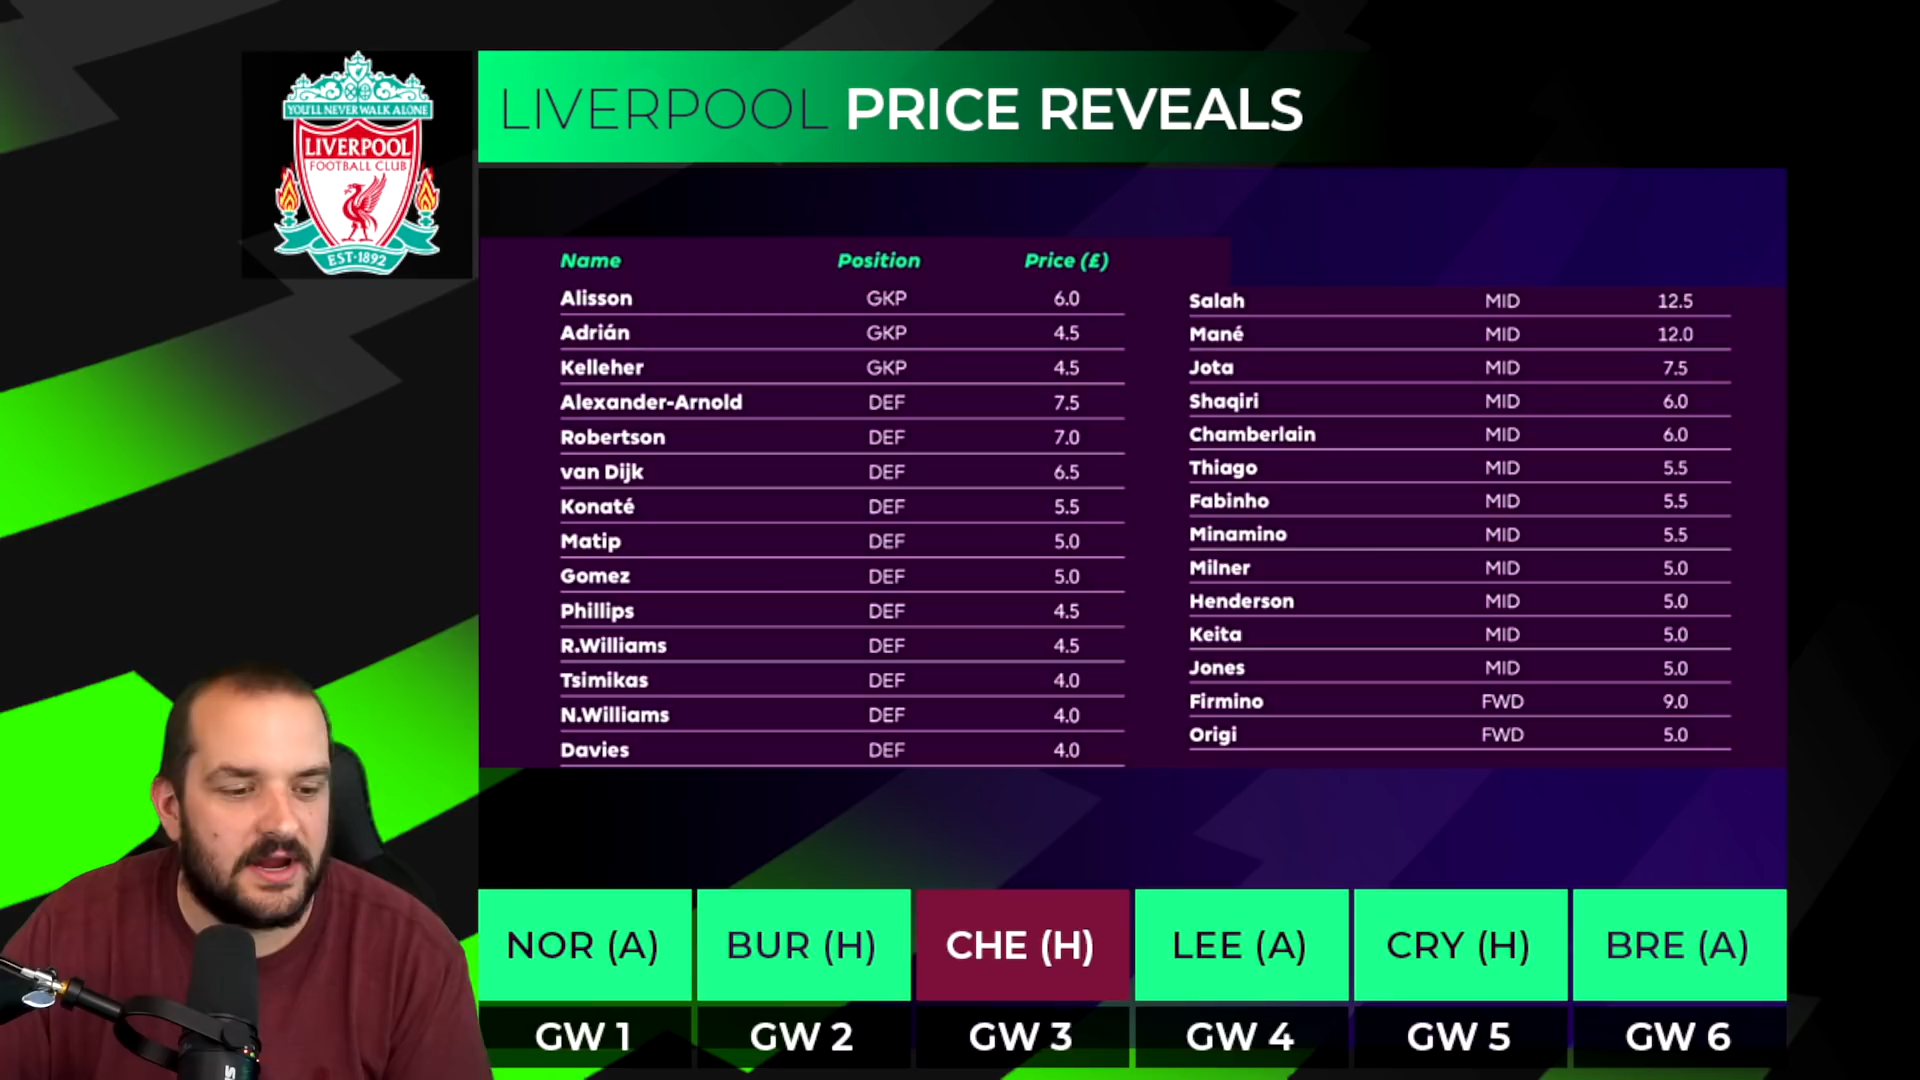 YOU'LL NEVER WALK ALONE
LIVERPOOL
FOOTBALL CLUB
EST·1892
LIVERPOOL PRICE REVEALS
Name Position Price (£)
Alisson GKP 6.0
Adrián GKP 4.5
Kelleher GKP 4.5
Alexander-Arnold DEF 7.5
Robertson DEF 7.0
van Dijk DEF 6.5
Konaté DEF 5.5
Matip DEF 5.0
Gomez DEF 5.0
Phillips DEF 4.5
R.Williams DEF 4.5
Tsimikas DEF 4.0
N.Williams DEF 4.0
Davies DEF 4.0
Salah MID 12.5
Mané MID 12.0
Jota MID 7.5
Shaqiri MID 6.0
Chamberlain MID 6.0
Thiago MID 5.5
Fabinho MID 5.5
Minamino MID 5.5
Milner MID 5.0
Henderson MID 5.0
Keita MID 5.0
Jones MID 5.0
Firmino FWD 9.0
Origi FWD 5.0
NOR (A) BUR (H) CHE (H) LEE (A) CRY (H) BRE (A)
GW 1 GW 2 GW 3 GW 4 GW 5 GW 6